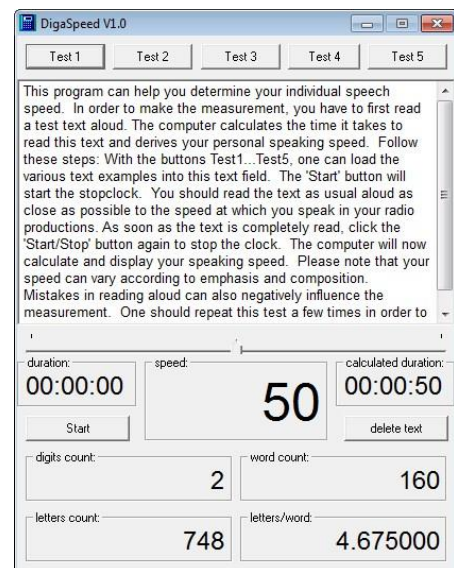 DigaSpeed V1.0
Test 1 Test 2 Test 3 Test 4 Test 5
This program can help you determine your individual speech
speed. In order to make the measurement, you have to first read
a test text aloud. The computer calculates the time it takes to
read this text and derives your personal speaking speed. Follow
these steps: With the buttons Test1...Test5, one can load the
various text examples into this text field. The 'Start' button will
start the stopclock. You should read the text as usual aloud as
close as possible to the speed at which you speak in your radio
productions. As soon as the text is completely read, click the
'Start/Stop' button again to stop the clock. The computer will now
calculate and display your speaking speed. Please note that your
speed can vary according to emphasis and composition.
Mistakes in reading aloud can also negatively influence the
measurement. One should repeat this test a few times in order to
duration: speed: calculated duration:
00:00:00 50 00:00:50
Start delete text
digits count: word count:
2 160
letters count: letters/word:
748 4.675000